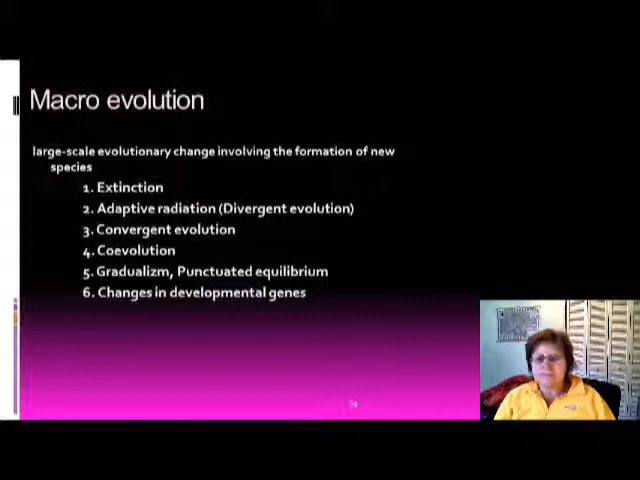 Macro evolution
large-scale evolutionary change involving the formation of new
species
1. Extinction
2. Adaptive radiation (Divergent evolution)
3. Convergent evolution
4. Coevolution
5. Gradualizm, Punctuated equilibrium
6. Changes in developmental genes